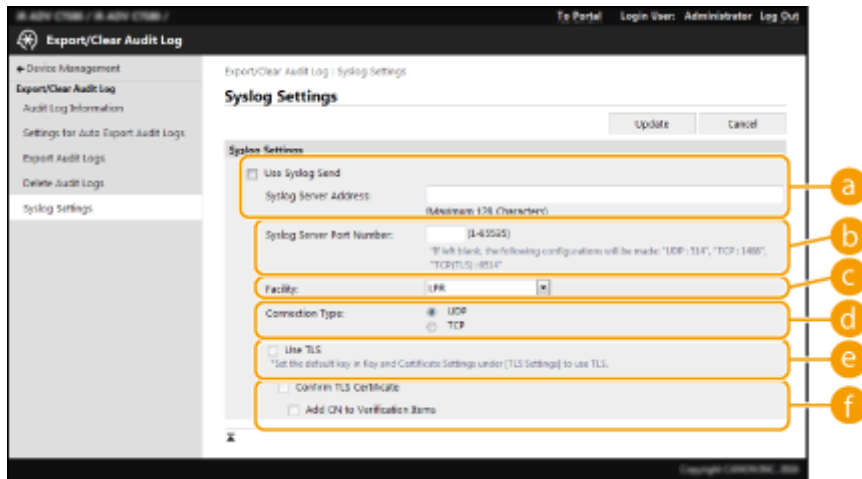 To Portal Login User: Administrator Log Out
Export/Clear Audit Log
Device Management
Export/Clear Audit Log : Syslog Settings
Export/Clear Audit Log
Audit Log Information
Settings for Auto Export Audit Logs
Export Audit Logs
Delete Audit Logs
Syslog Settings
Syslog Settings
Update Cancel
Syslog Settings
Use Syslog Send
Syslog Server Address:
(Maximum 128 Characters)
a
Syslog Server Port Number: (1-65535)
*If left blank, the following configurations will be made: "UDP : 514", "TCP : 1468",
"TCP(TLS) : 6514"
b
Facility: LPR
c
Connection Type: UDP
TCP
d
Use TLS
*Set the default key in Key and Certificate Settings under [TLS Settings] to use TLS.
e
Confirm TLS Certificate
Add CN to Verification Items
f
Copyright CANON INC.